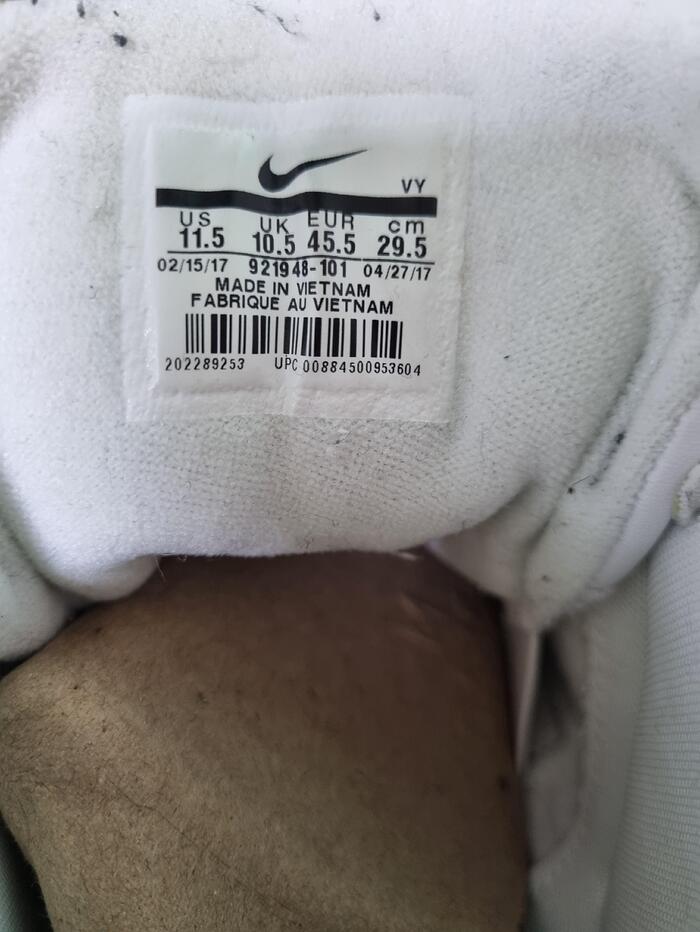 VY
US UK EUR cm
11.5 10.5 45.5 29.5
02/15/17 921948-101 04/27/17
MADE IN VIETNAM
FABRIQUE AU VIETNAM
202289253 UPC 00884500953604